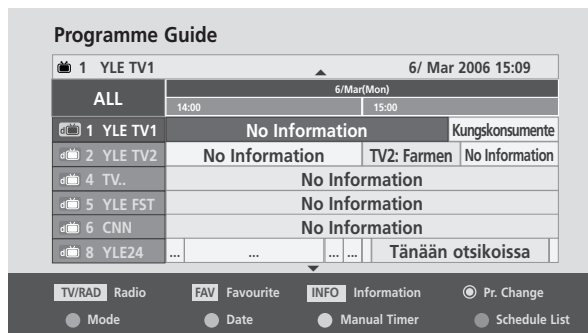 Programme Guide
1 YLE TV1 6/ Mar 2006 15:09
ALL 6/Mar(Mon)
14:00 15:00
1 YLE TV1 No Information Kungskonsumente
2 YLE TV2 No Information TV2: Farmen No Information
4 TV.. No Information
5 YLE FST No Information
6 CNN No Information
8 YLE24 ... ... ... ... Tänään otsikoissa
TV/RAD Radio FAV Favourite INFO Information Pr. Change
Mode Date Manual Timer Schedule List